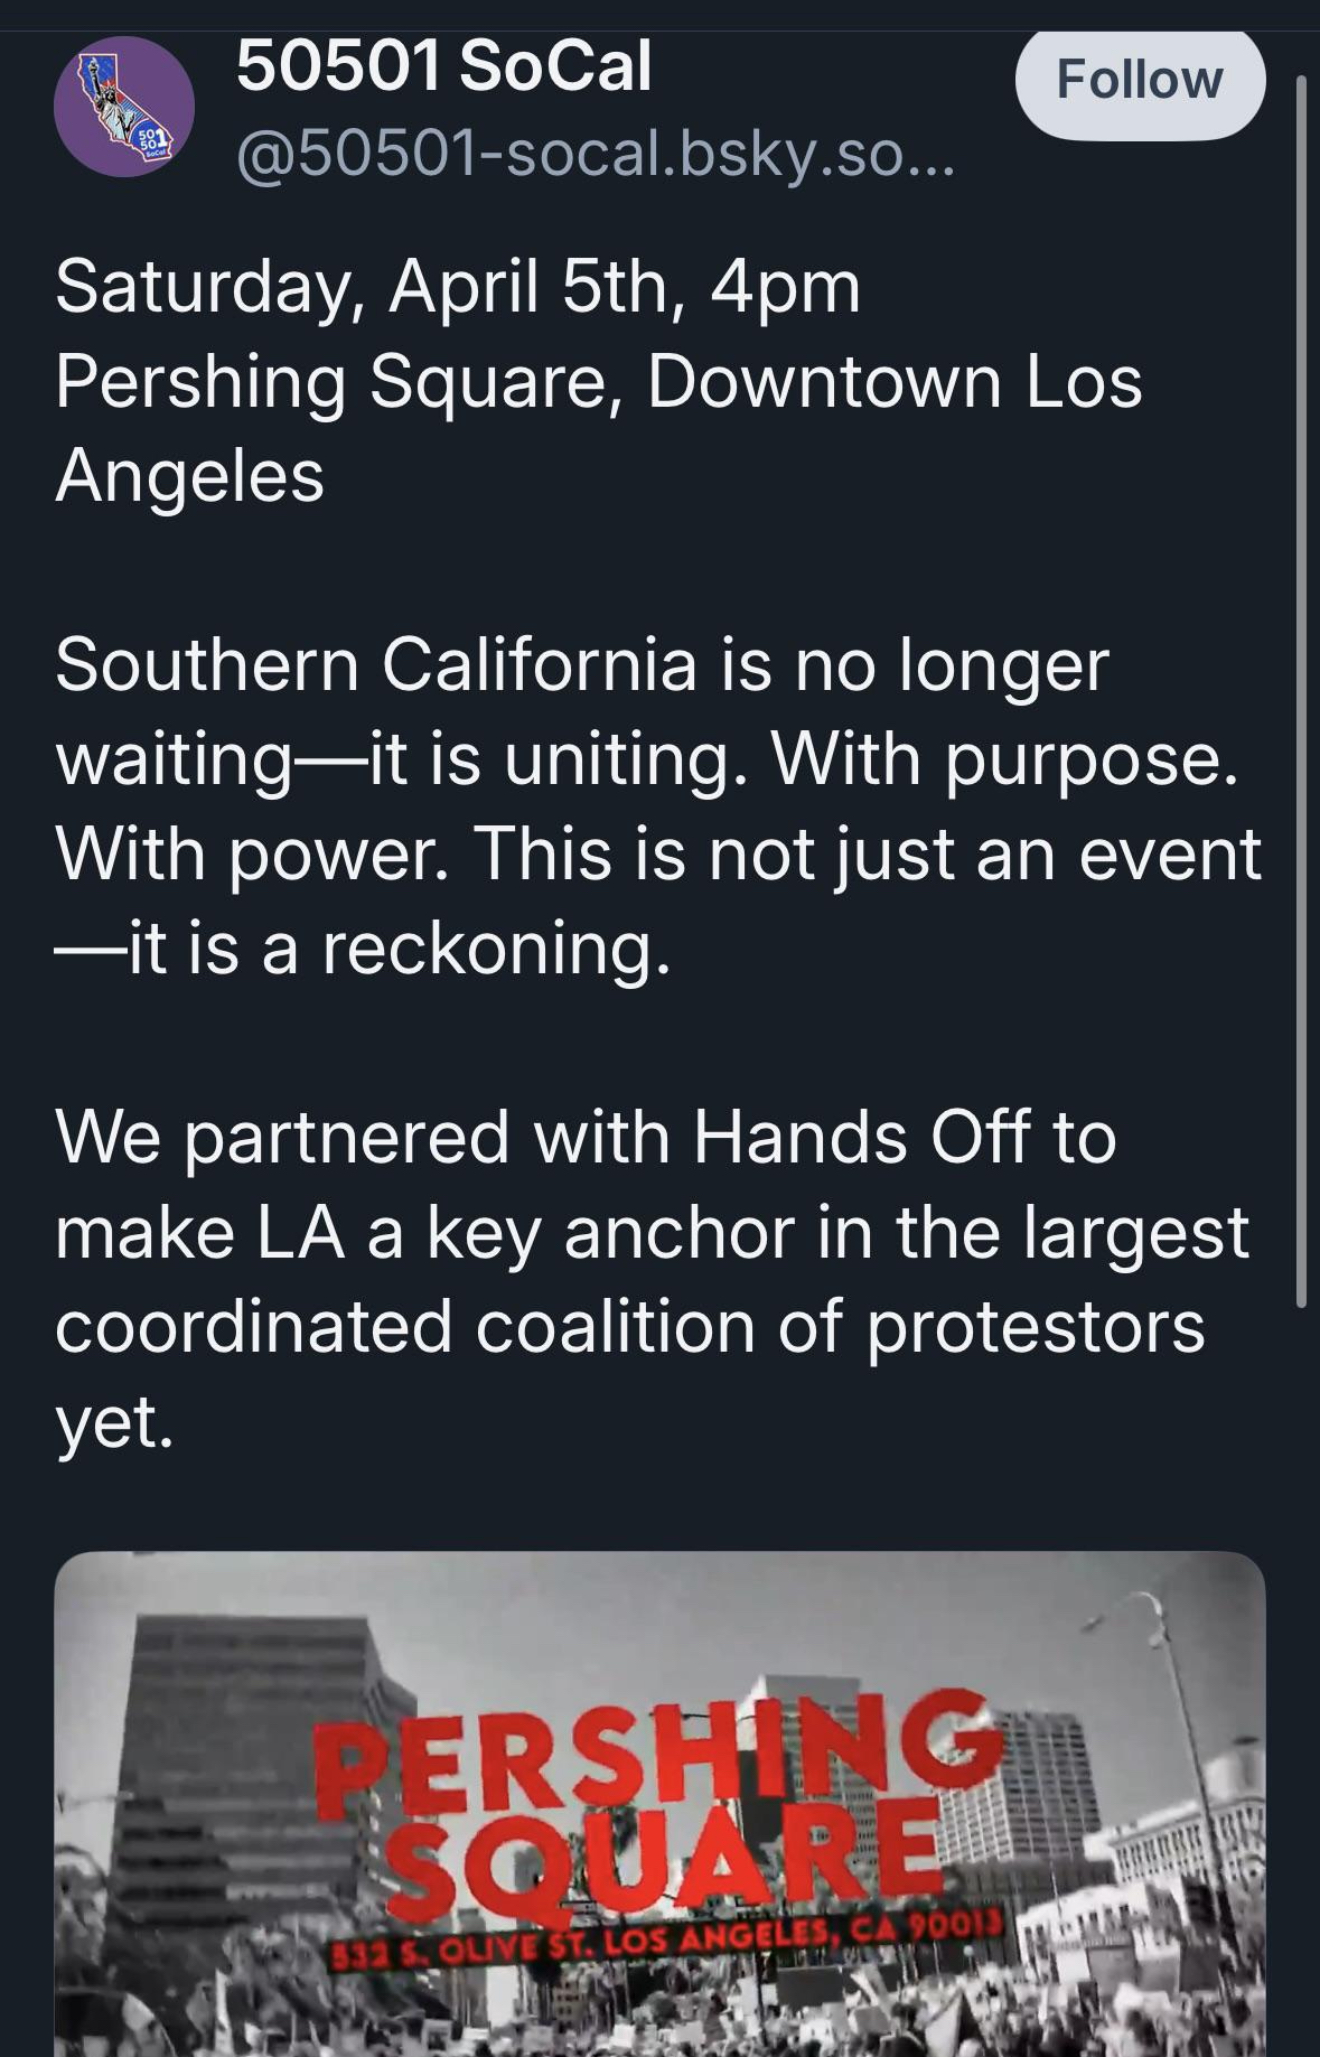 50501 SoCal
Follow
@50501-socal.bsky.so...
Saturday, April 5th, 4pm
Pershing Square, Downtown Los
Angeles
Southern California is no longer
waiting—it is uniting. With purpose.
With power. This is not just an event
—it is a reckoning.
We partnered with Hands Off to
make LA a key anchor in the largest
coordinated coalition of protestors
yet.
PERSHING
SQUARE
532 S. OLIVE ST. LOS ANGELES, CA 90013
50
501
SoCal